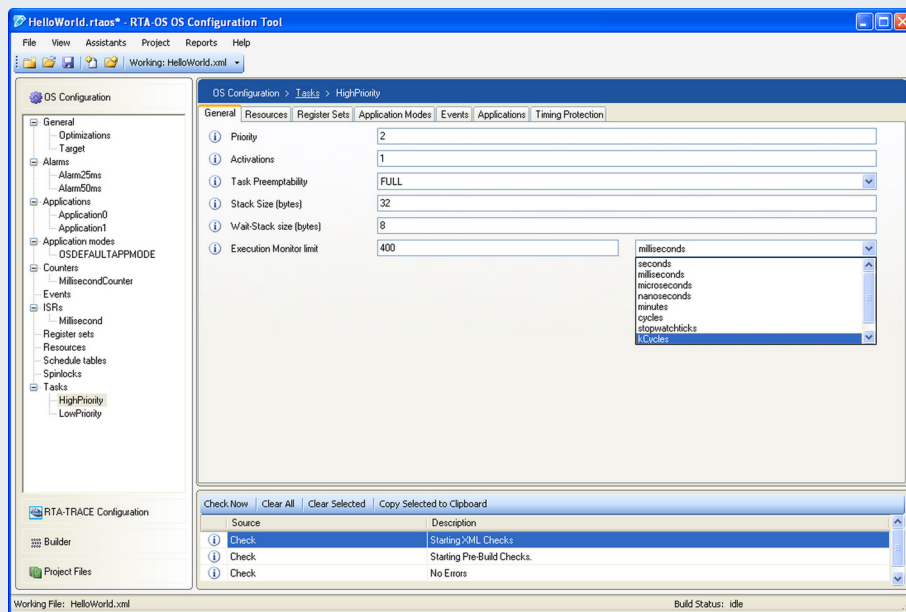 HelloWorld.rtaos* - RTA-OS OS Configuration Tool
File View Assistants Project Reports Help
Working: HelloWorld.xml
OS Configuration
General
Optimizations
Target
Alarms
Alarm25ms
Alarm50ms
Applications
Application0
Application1
Application modes
OSDEFAULTAPPMODE
Counters
MillisecondCounter
Events
ISRs
Millisecond
Register sets
Resources
Schedule tables
Spinlocks
Tasks
HighPriority
LowPriority
RTA-TRACE Configuration
Builder
Project Files
OS Configuration > Tasks > HighPriority
General Resources Register Sets Application Modes Events Applications Timing Protection
Priority 2
Activations 1
Task Preemptability FULL
Stack Size (bytes) 32
Wait-Stack size (bytes) 8
Execution Monitor limit 400 milliseconds
seconds
milliseconds
microseconds
nanoseconds
minutes
cycles
stopwatchticks
kCycles
Check Now Clear All Clear Selected Copy Selected to Clipboard
Source Description
Check Starting XML Checks
Check Starting Pre-Build Checks.
Check No Errors
Working File: HelloWorld.xml Build Status: idle